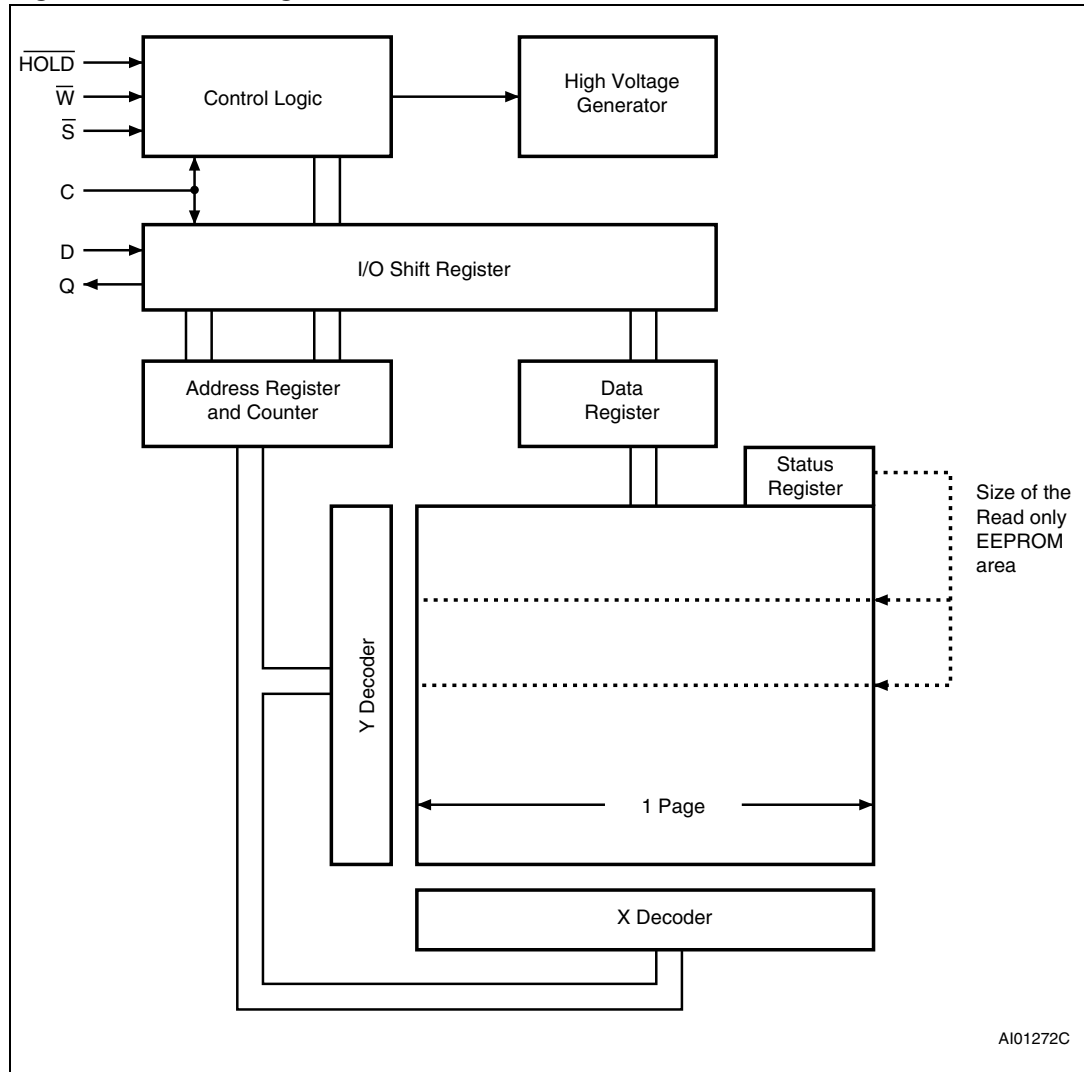 H̅O̅L̅D̅
W̅
S̅
C
D
Q
Control Logic
High Voltage
Generator
I/O Shift Register
Address Register
and Counter
Data
Register
Status
Register
Size of the
Read only
EEPROM
area
Y Decoder
1 Page
X Decoder
AI01272C